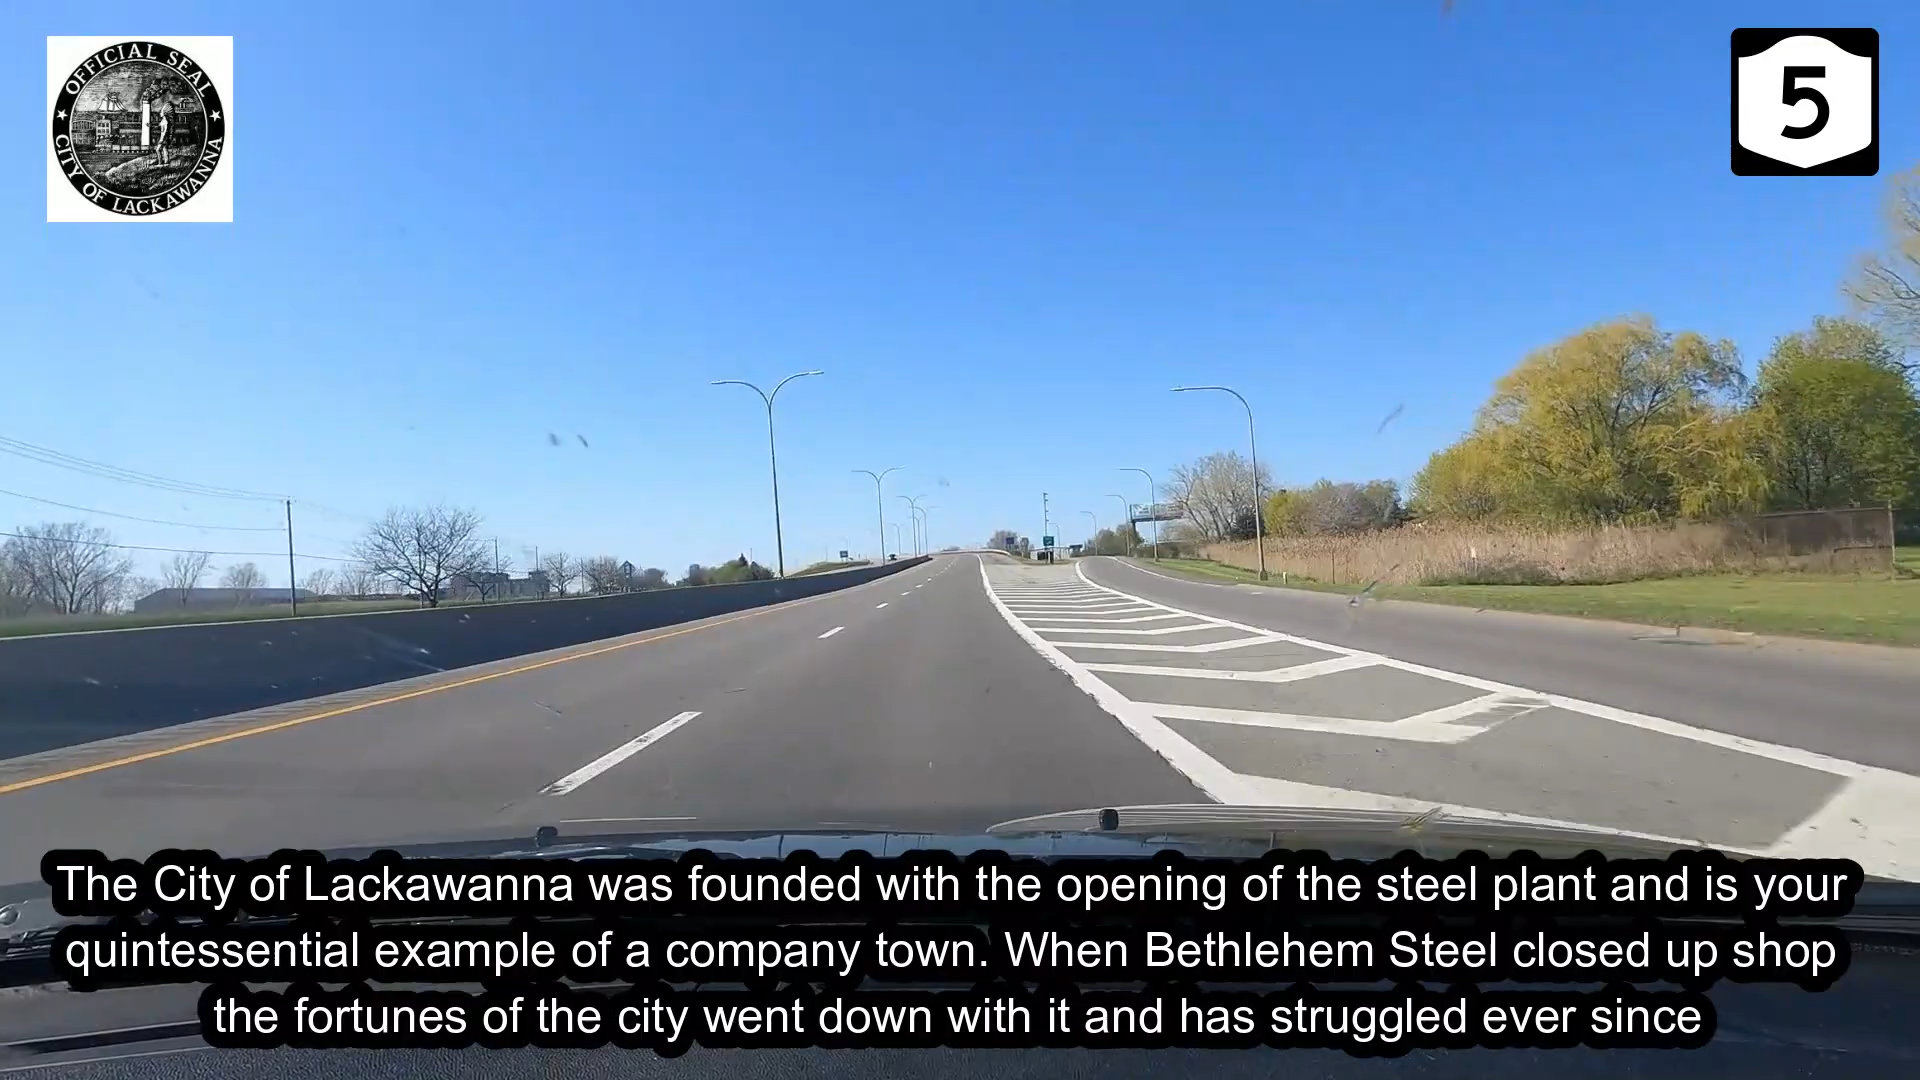 OFFICIAL SEAL
CITY OF LACKAWANNA
5
The City of Lackawanna was founded with the opening of the steel plant and is your
quintessential example of a company town. When Bethlehem Steel closed up shop
the fortunes of the city went down with it and has struggled ever since